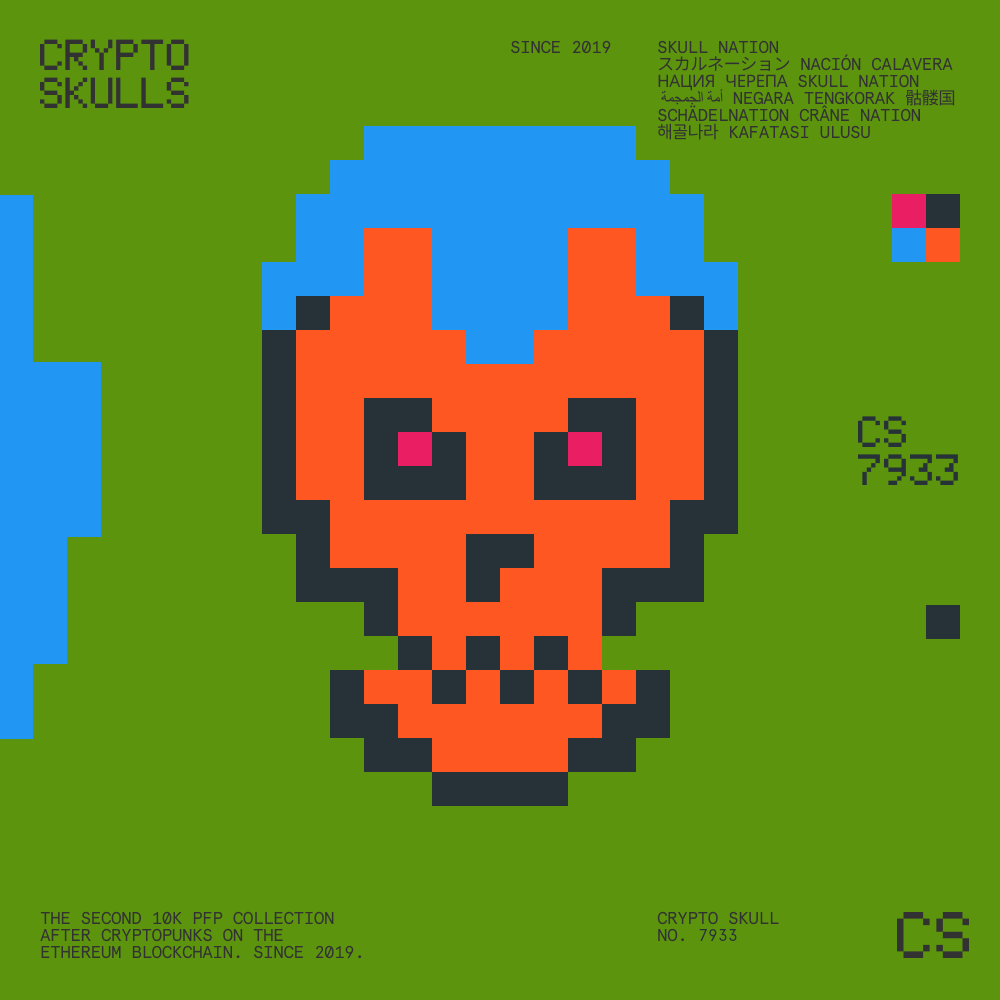 CRYPTO
SKULLS
SINCE 2019
SKULL NATION
スカルネーション NACIÓN CALAVERA
НАЦИЯ ЧЕРЕПА SKULL NATION
أمة الجمجمة NEGARA TENGKORAK 骷髅国
SCHÄDELNATION CRÂNE NATION
해골나라 KAFATASI ULUSU
CS
7933
THE SECOND 10K PFP COLLECTION
AFTER CRYPTOPUNKS ON THE
ETHEREUM BLOCKCHAIN. SINCE 2019.
CRYPTO SKULL
NO. 7933
CS